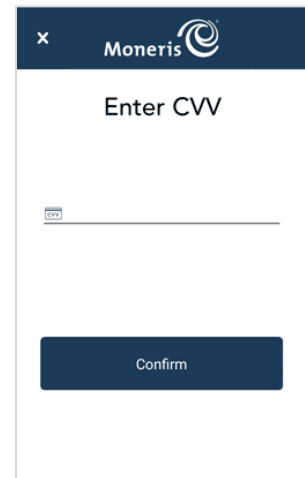 ×
Moneris
Enter CVV
CVV
Confirm